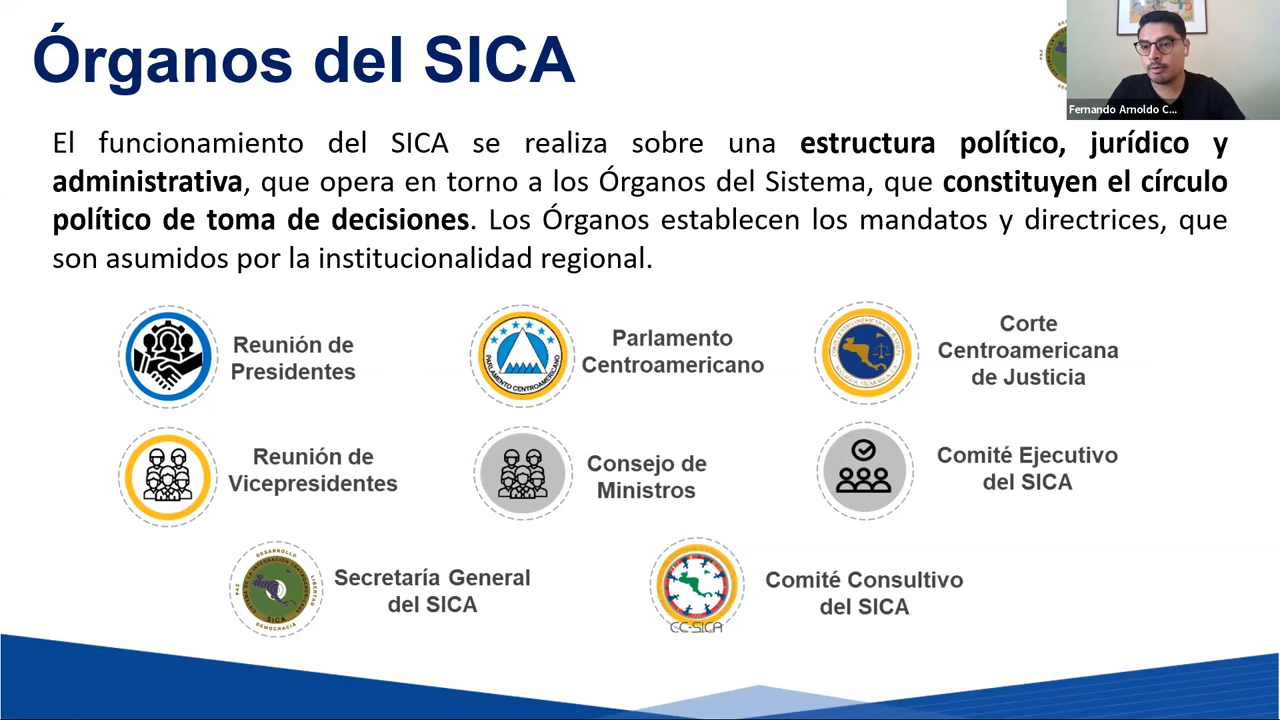 Órganos del SICA
Fernando Arnoldo C...
El funcionamiento del SICA se realiza sobre una estructura político, jurídico y
administrativa, que opera en torno a los Órganos del Sistema, que constituyen el círculo
político de toma de decisiones. Los Órganos establecen los mandatos y directrices, que
son asumidos por la institucionalidad regional.
Reunión de
Presidentes
PARLAMENTO CENTROAMERICANO
Parlamento
Centroamericano
Corte
Centroamericana
de Justicia
Reunión de
Vicepresidentes
Consejo de
Ministros
Comité Ejecutivo
del SICA
DESARROLLO
PAZ
LIBERTAD
DEMOCRACIA
SICA
Secretaría General
del SICA
CC-SICA
Comité Consultivo
del SICA